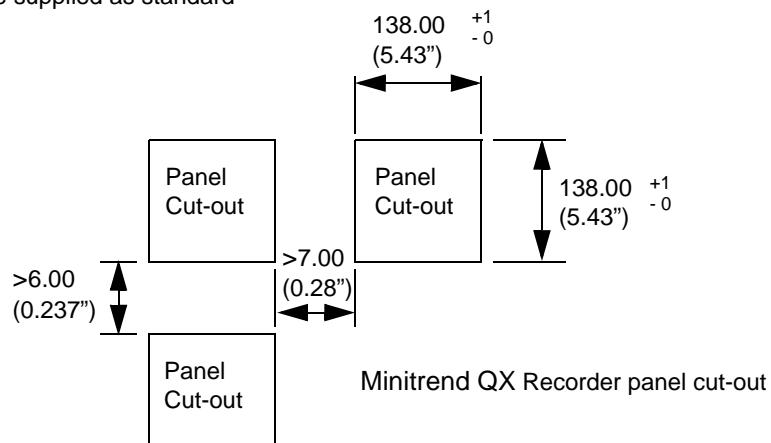 supplied as standard
138.00 +1 - 0
(5.43”)
Panel
Cut-out
Panel
Cut-out
138.00 +1 - 0
(5.43”)
>7.00
(0.28”)
>6.00
(0.237”)
Panel
Cut-out
Minitrend QX Recorder panel cut-out